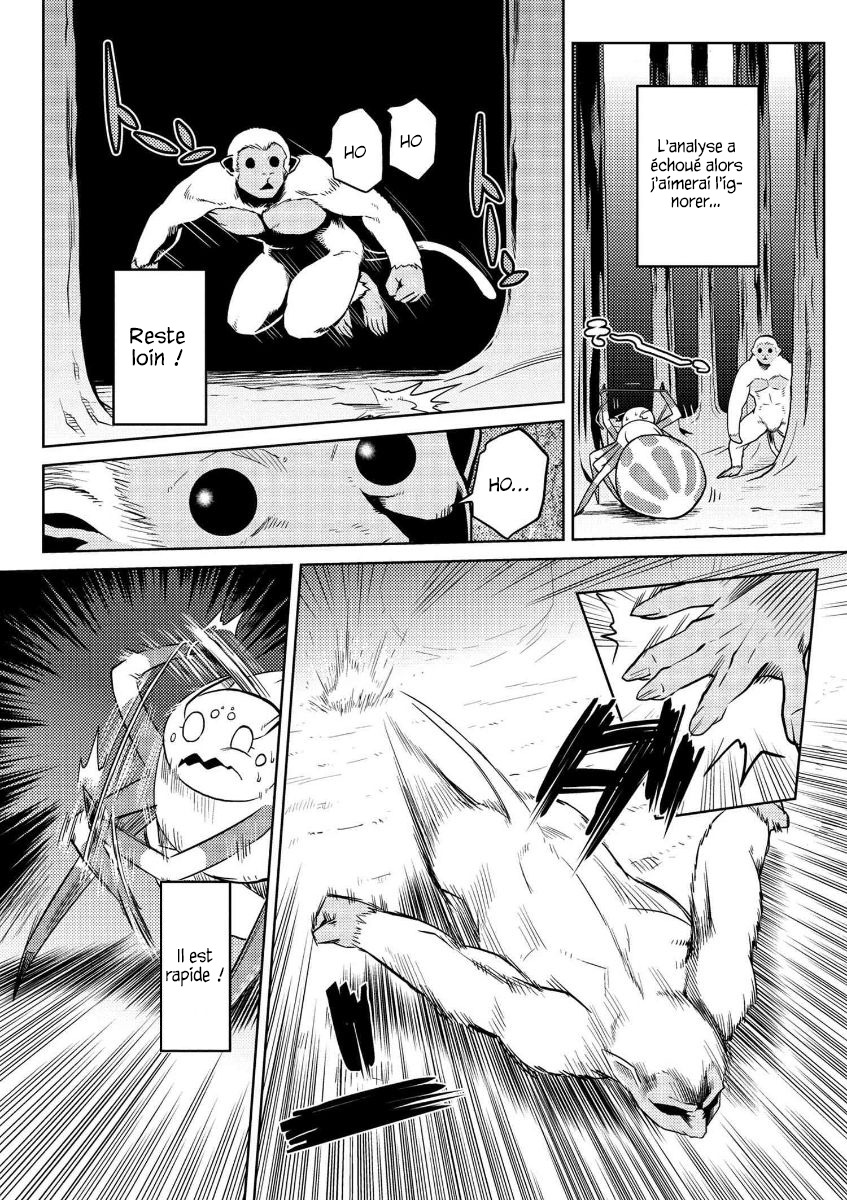 L'analyse a
échoué alors
j'aimerai l'ig-
norer...
HO
HO
Reste
loin !
HO...
Il est
rapide !